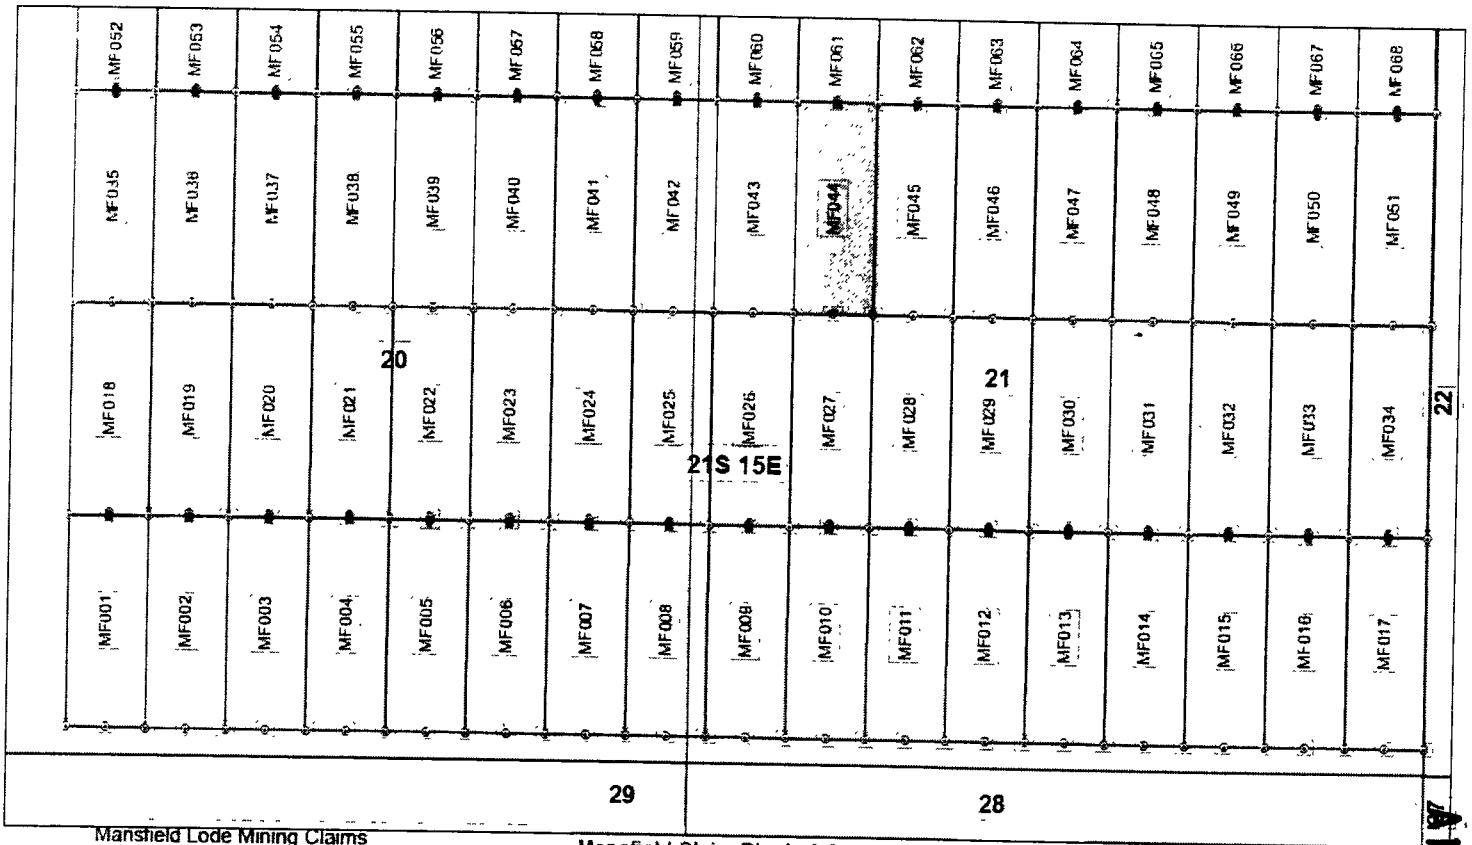 MF052 MF053 MF054 MF055 MF056 MF057 MF058 MF059 MF060 MF061 MF062 MF063 MF064 MF065 MF066 MF067 MF068
MF035 MF036 MF037 MF038 MF039 MF040 MF041 MF042 MF043 MF044 MF045 MF046 MF047 MF048 MF049 MF050 MF051
20
21
22
MF018 MF019 MF020 MF021 MF022 MF023 MF024 MF025 MF026 MF027 MF028 MF029 MF030 MF031 MF032 MF033 MF034
21S 15E
MF001 MF002 MF003 MF004 MF005 MF006 MF007 MF008 MF009 MF010 MF011 MF012 MF013 MF014 MF015 MF016 MF017
29
28
Mansfield Lode Mining Claims